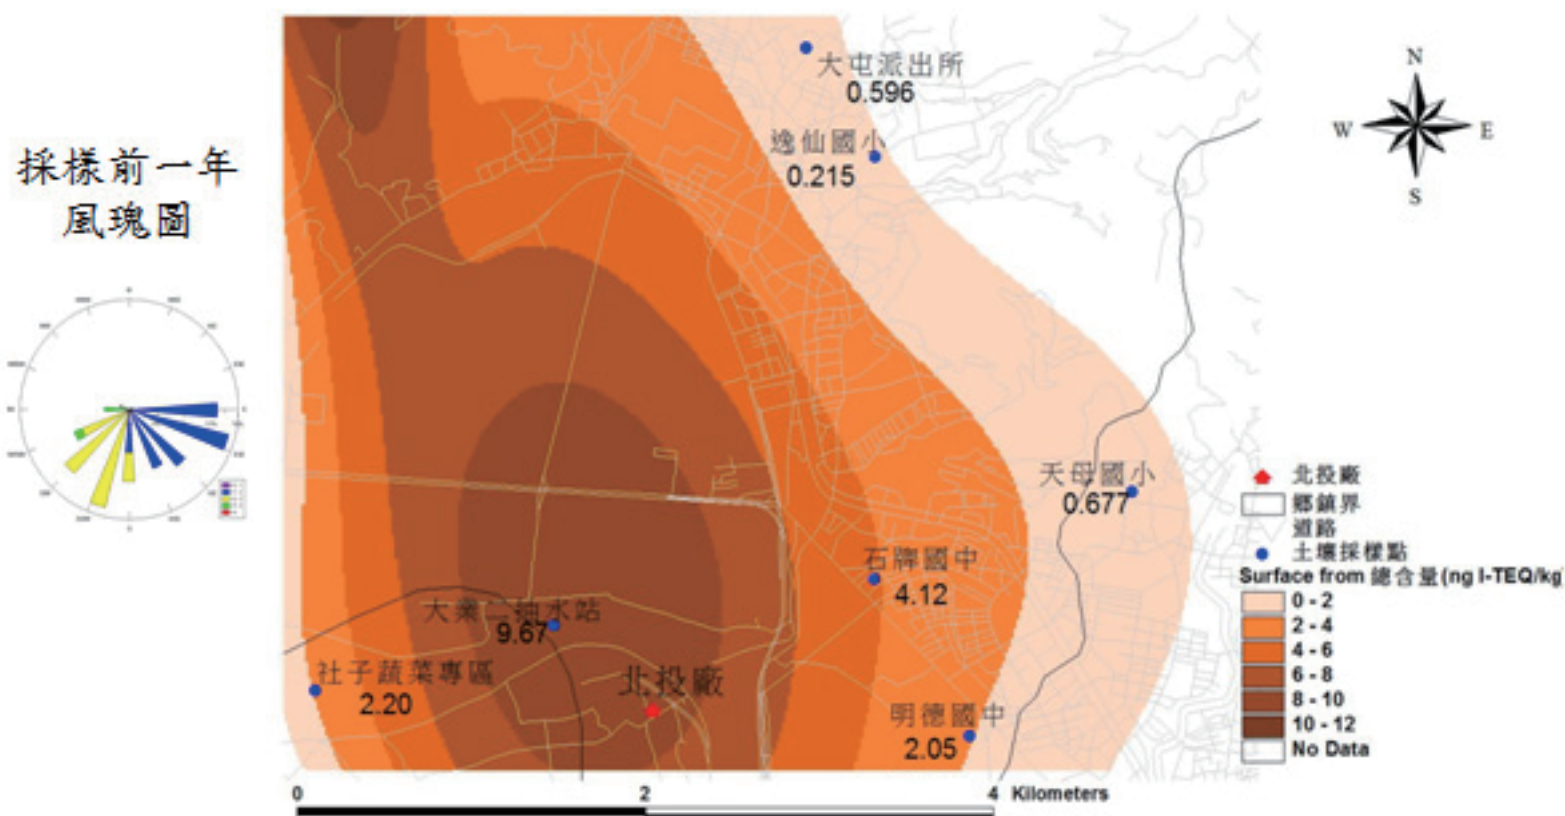 採樣前一年
風瑰圖
大屯派出所
0.596
逸仙國小
0.215
天母國小
0.677
石牌國中
4.12
大業二抽水站
9.67
社子蔬菜專區
2.20
北投廠
明德國中
2.05
N
W
E
S
北投廠
鄉鎮界
道路
土壤採樣點
Surface from 總含量(ng I-TEQ/kg
0 - 2
2 - 4
4 - 6
6 - 8
8 - 10
10 - 12
No Data
0
2
4 Kilometers